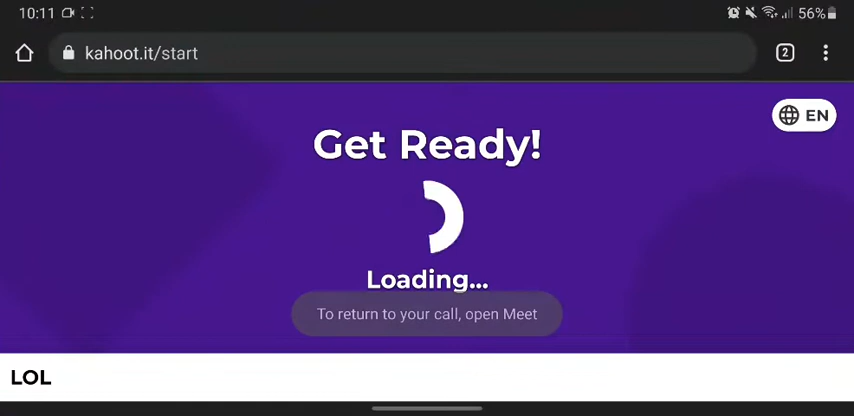 10:11
56%
kahoot.it/start
2
EN
Get Ready!
Loading...
To return to your call, open Meet
LOL